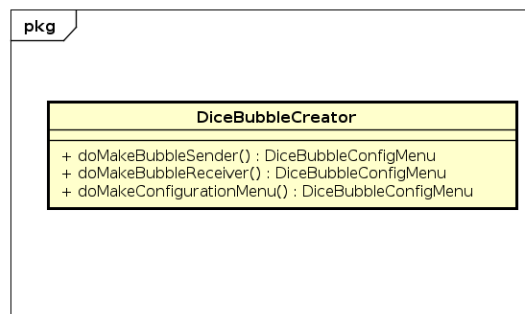 pkg
DiceBubbleCreator
+ doMakeBubbleSender() : DiceBubbleConfigMenu
+ doMakeBubbleReceiver() : DiceBubbleConfigMenu
+ doMakeConfigurationMenu() : DiceBubbleConfigMenu